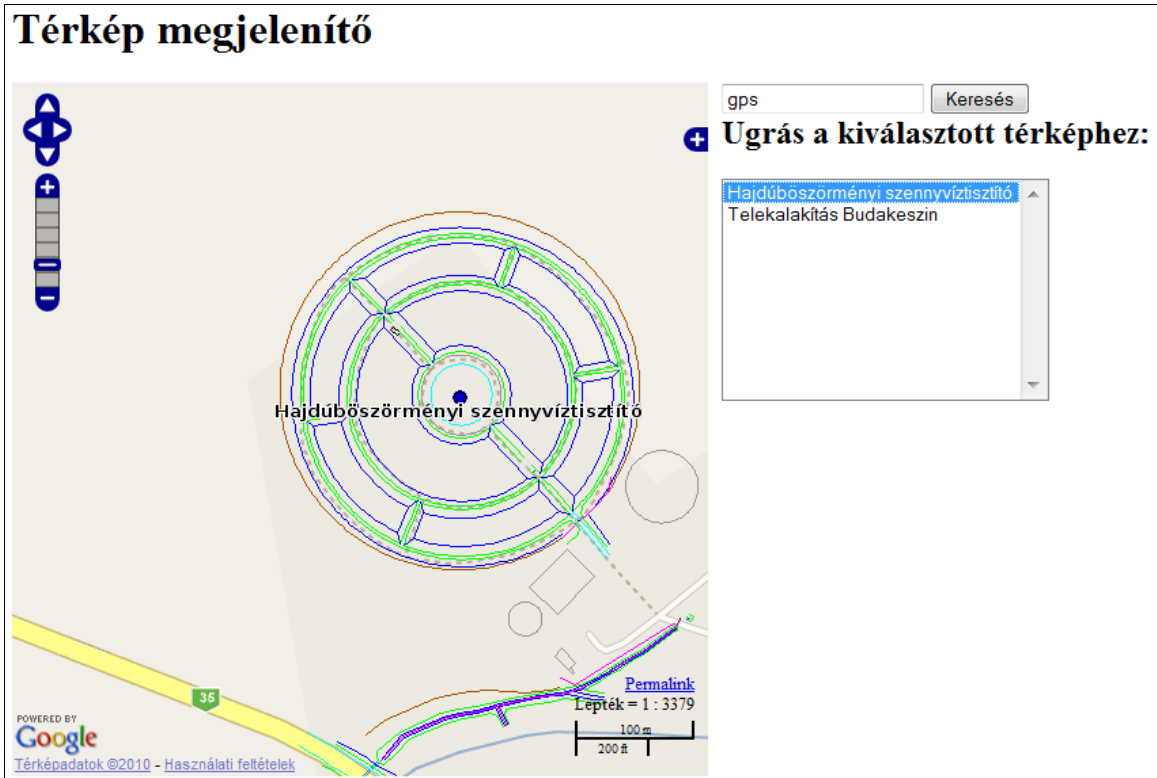 Térkép megjelenítő
gps
Keresés
Ugrás a kiválasztott térképhez:
Hajdúböszörményi szennyvíztisztító
Telekalakítás Budakeszin
Hajdúböszörményi szennyvíztisztító
35
Permalink
Lépték = 1 : 3379
100 m
200 ft
POWERED BY
Google
Térképadatok ©2010 - Használati feltételek